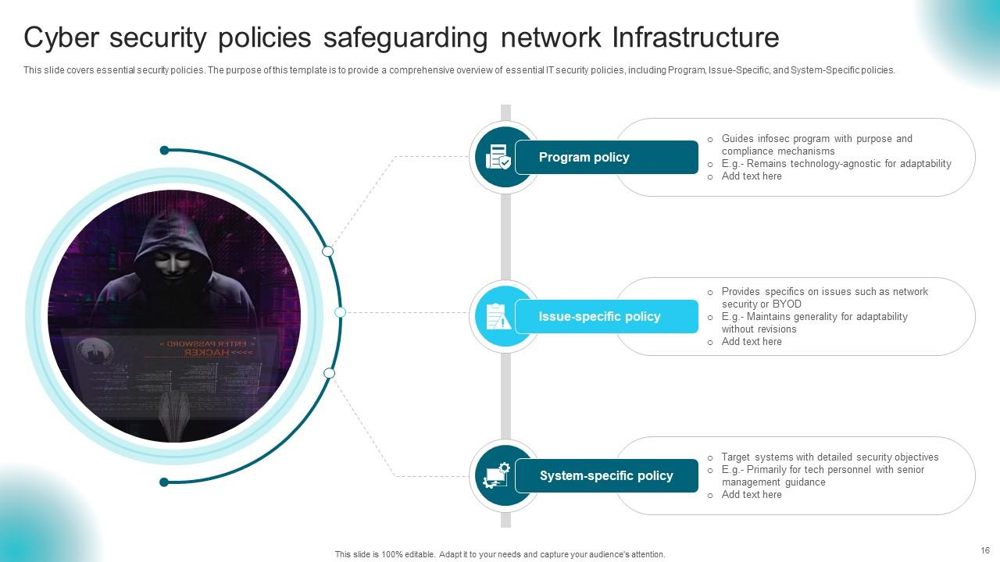 Cyber security policies safeguarding network Infrastructure
This slide covers essential security policies. The purpose of this template is to provide a comprehensive overview of essential IT security policies, including Program, Issue-Specific, and System-Specific policies.
Program policy
○ Guides infosec program with purpose and
compliance mechanisms
○ E.g.- Remains technology-agnostic for adaptability
○ Add text here
< ENTER PASSWORD >
>>>> HACKER
Issue-specific policy
○ Provides specifics on issues such as network
security or BYOD
○ E.g.- Maintains generality for adaptability
without revisions
○ Add text here
System-specific policy
○ Target systems with detailed security objectives
○ E.g.- Primarily for tech personnel with senior
management guidance
○ Add text here
This slide is 100% editable. Adapt it to your needs and capture your audience's attention.
16